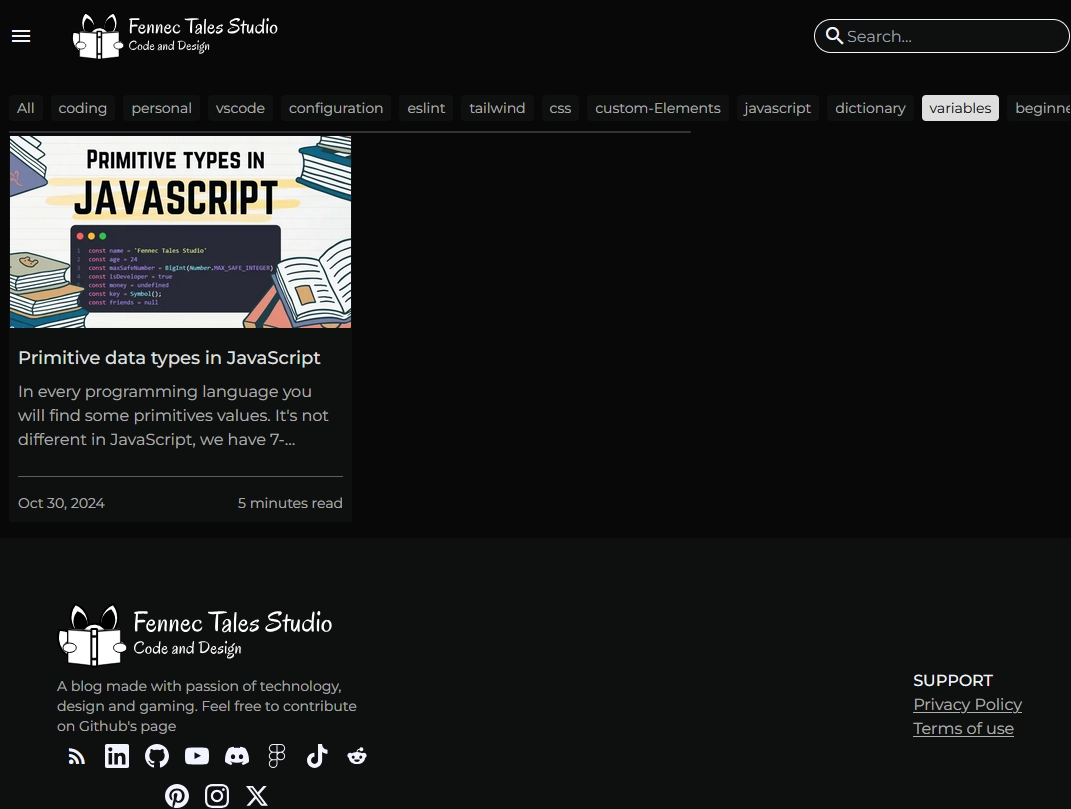 Fennec Tales Studio
Code and Design
Search...
All coding personal vscode configuration eslint tailwind css custom-Elements javascript dictionary variables beginne
PRIMITIVE TYPES IN
JAVASCRIPT
1 const name = 'Fennec Tales Studio'
2 const age = 24
3 const maxSafeNumber = BigInt(Number.MAX_SAFE_INTEGER)
4 const isDeveloper = true
5 const money = undefined
6 const key = Symbol();
7 const friends = null
Primitive data types in JavaScript
In every programming language you
will find some primitives values. It's not
different in JavaScript, we have 7-...
Oct 30, 2024 5 minutes read
Fennec Tales Studio
Code and Design
A blog made with passion of technology,
design and gaming. Feel free to contribute
on Github's page
SUPPORT
Privacy Policy
Terms of use